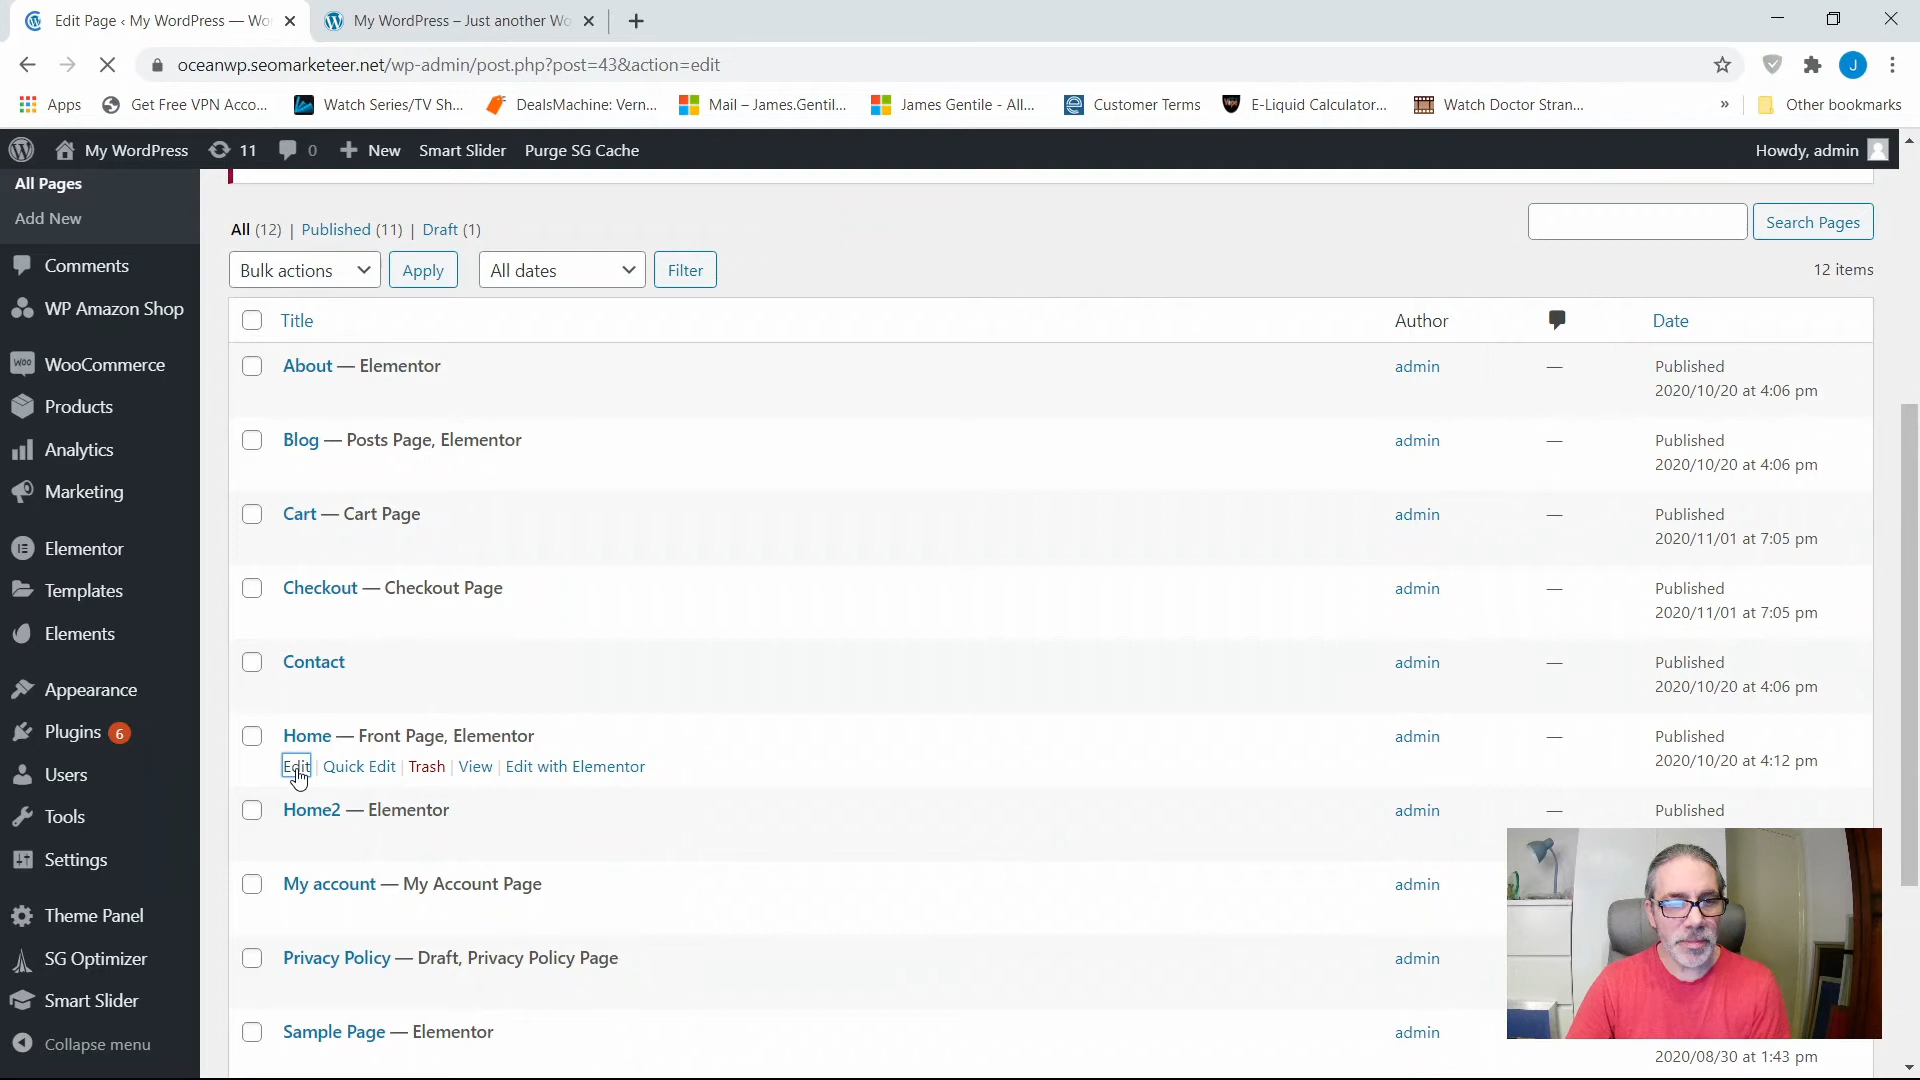 Edit Page ‹ My WordPress — Wor
My WordPress – Just another Wo
oceanwp.seomarketeer.net/wp-admin/post.php?post=43&action=edit
J
Apps
Get Free VPN Acco...
Watch Series/TV Sh...
DealsMachine: Vern...
Mail – James.Gentil...
James Gentile - All...
Customer Terms
E-Liquid Calculator...
Watch Doctor Stran...
»
Other bookmarks
My WordPress
11
0
New
Smart Slider
Purge SG Cache
Howdy, admin
All Pages
Add New
Comments
WP Amazon Shop
WooCommerce
Products
Analytics
Marketing
Elementor
Templates
Elements
Appearance
Plugins 6
Users
Tools
Settings
Theme Panel
SG Optimizer
Smart Slider
Collapse menu
All (12) | Published (11) | Draft (1)
Search Pages
Bulk actions
Apply
All dates
Filter
12 items
Title
Author
Date
About — Elementor
admin
—
Published
2020/10/20 at 4:06 pm
Blog — Posts Page, Elementor
admin
—
Published
2020/10/20 at 4:06 pm
Cart — Cart Page
admin
—
Published
2020/11/01 at 7:05 pm
Checkout — Checkout Page
admin
—
Published
2020/11/01 at 7:05 pm
Contact
admin
—
Published
2020/10/20 at 4:06 pm
Home — Front Page, Elementor
admin
—
Published
2020/10/20 at 4:12 pm
Edit | Quick Edit | Trash | View | Edit with Elementor
Home2 — Elementor
admin
—
Published
My account — My Account Page
admin
Privacy Policy — Draft, Privacy Policy Page
admin
Sample Page — Elementor
admin
2020/08/30 at 1:43 pm